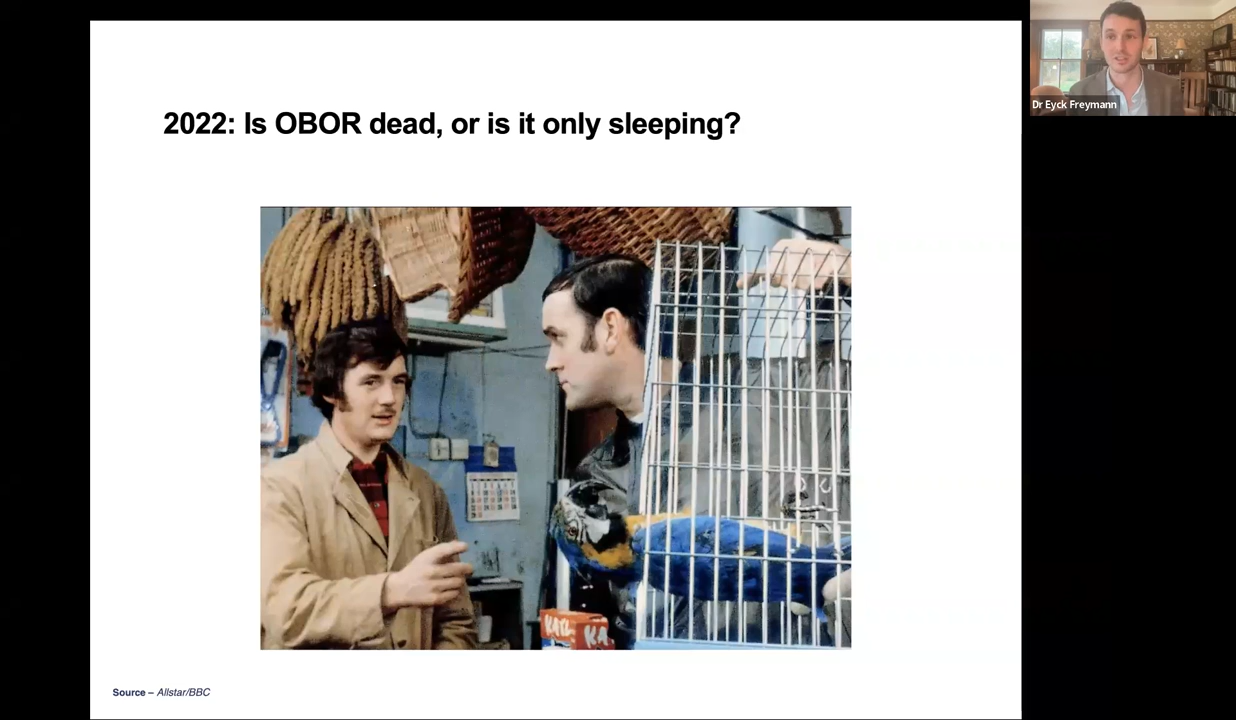 Dr Eyck Freymann
2022: Is OBOR dead, or is it only sleeping?
Source – Allstar/BBC